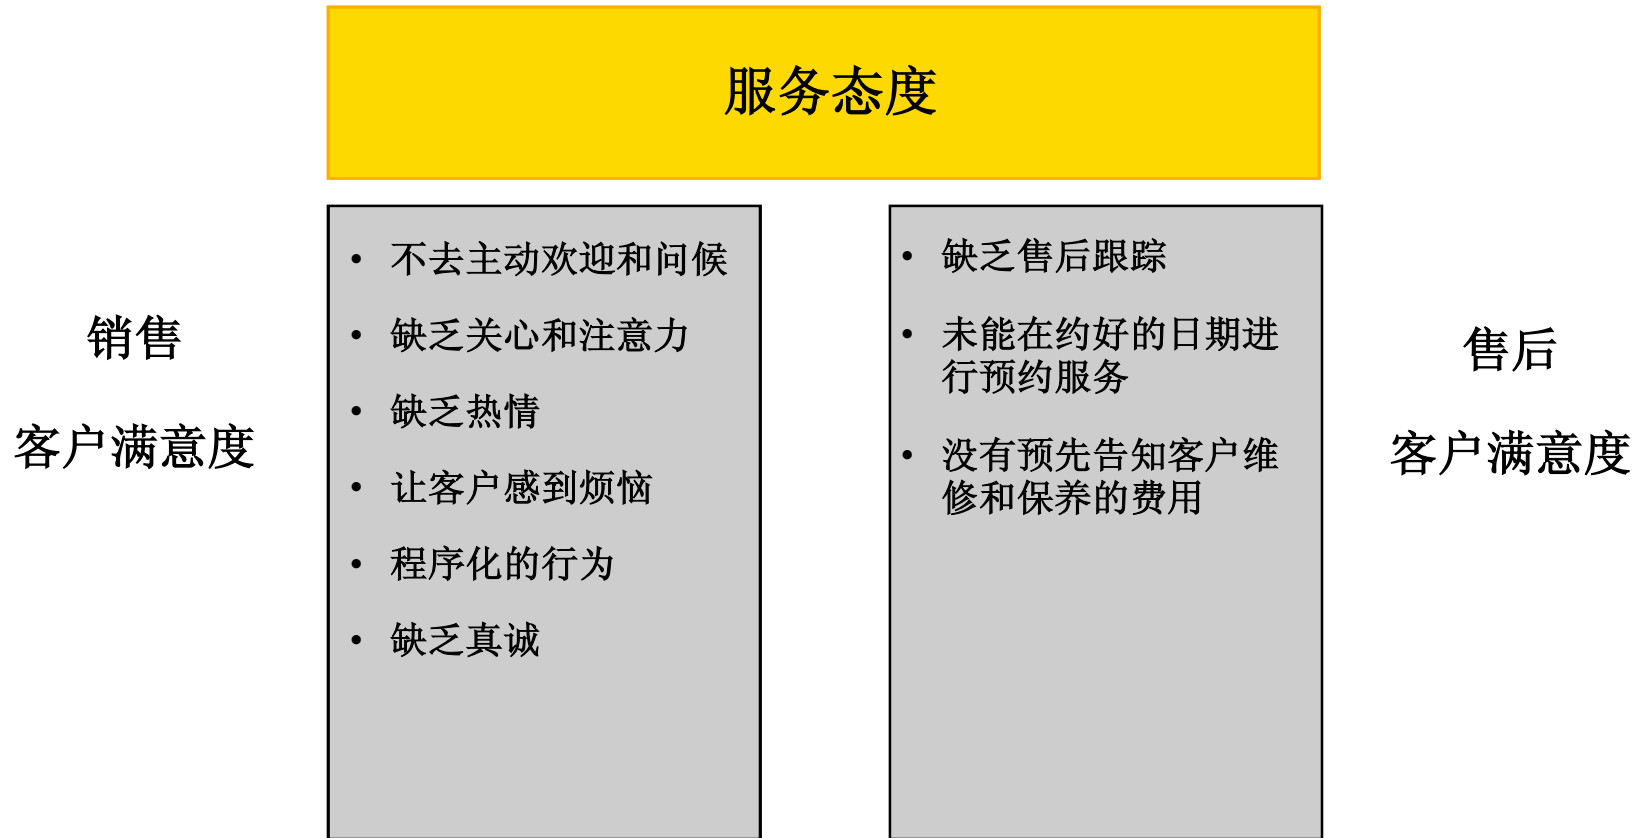 服务态度
销售
客户满意度
• 不去主动欢迎和问候
• 缺乏关心和注意力
• 缺乏热情
• 让客户感到烦恼
• 程序化的行为
• 缺乏真诚
• 缺乏售后跟踪
• 未能在约好的日期进
行预约服务
• 没有预先告知客户维
修和保养的费用
售后
客户满意度